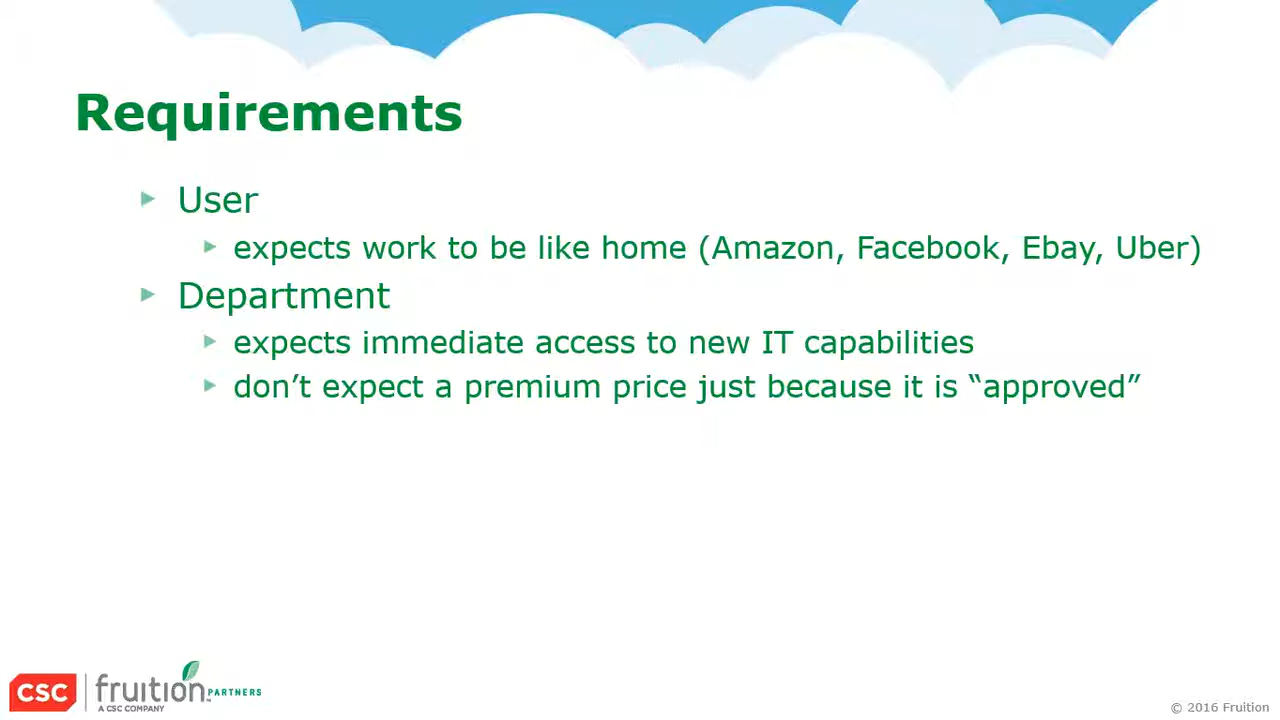 Requirements
User
expects work to be like home (Amazon, Facebook, Ebay, Uber)
Department
expects immediate access to new IT capabilities
don’t expect a premium price just because it is “approved”
CSC
fruition PARTNERS
A CSC COMPANY
© 2016 Fruition